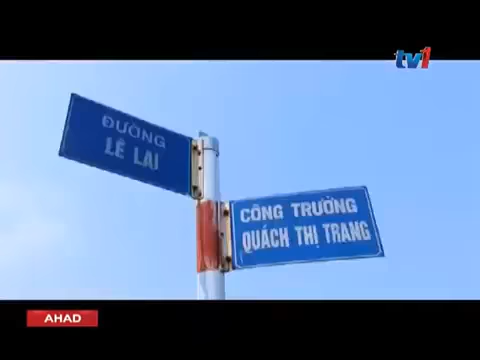 tv1
ĐƯỜNG
LÊ LAI
CÔNG TRƯỜNG
QUÁCH THỊ TRANG
AHAD